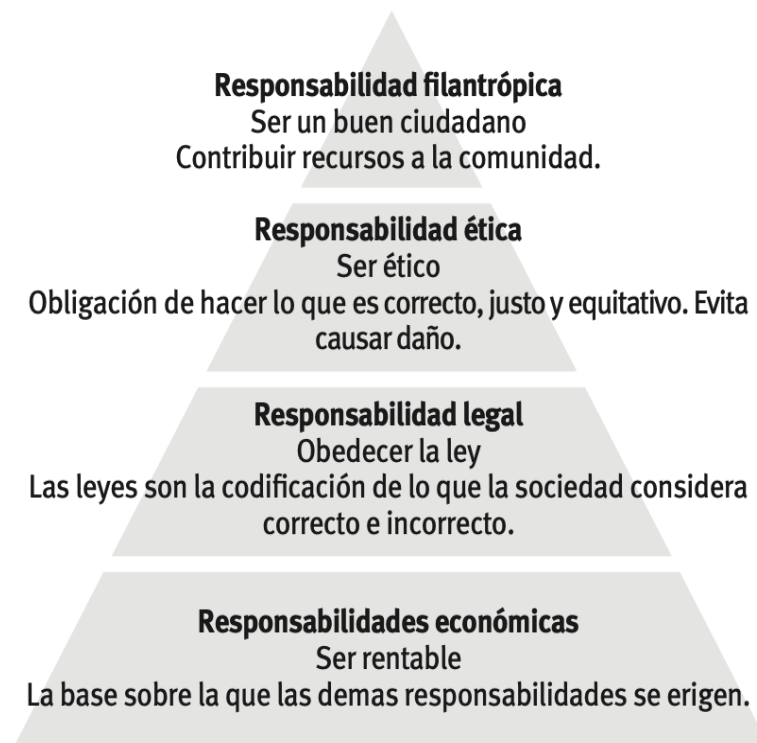 Responsabilidad filantrópica
Ser un buen ciudadano
Contribuir recursos a la comunidad.
Responsabilidad ética
Ser ético
Obligación de hacer lo que es correcto, justo y equitativo. Evita
causar daño.
Responsabilidad legal
Obedecer la ley
Las leyes son la codificación de lo que la sociedad considera
correcto e incorrecto.
Responsabilidades económicas
Ser rentable
La base sobre la que las demas responsabilidades se erigen.